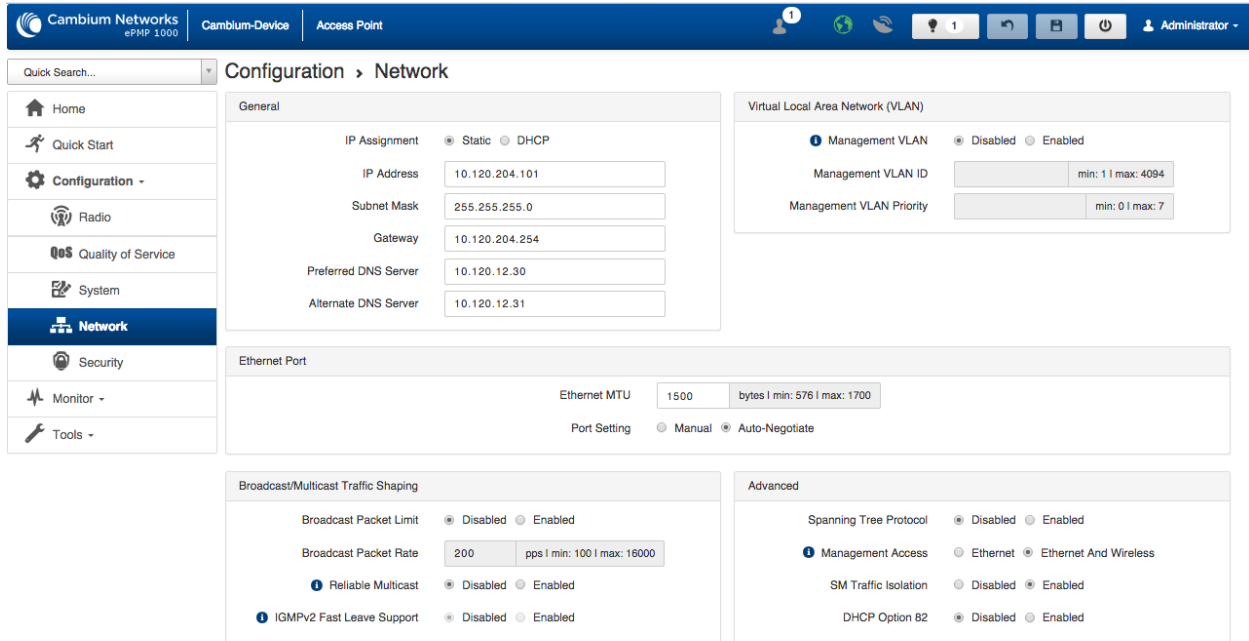 Cambium Networks
ePMP 1000
Cambium-Device
Access Point
1
1
Administrator
Quick Search...
Configuration › Network
Home
Quick Start
Configuration
Radio
QoS Quality of Service
System
Network
Security
Monitor
Tools
General
IP Assignment Static DHCP
IP Address 10.120.204.101
Subnet Mask 255.255.255.0
Gateway 10.120.204.254
Preferred DNS Server 10.120.12.30
Alternate DNS Server 10.120.12.31
Virtual Local Area Network (VLAN)
Management VLAN Disabled Enabled
Management VLAN ID min: 1 | max: 4094
Management VLAN Priority min: 0 | max: 7
Ethernet Port
Ethernet MTU 1500 bytes | min: 576 | max: 1700
Port Setting Manual Auto-Negotiate
Broadcast/Multicast Traffic Shaping
Broadcast Packet Limit Disabled Enabled
Broadcast Packet Rate 200 pps | min: 100 | max: 16000
Reliable Multicast Disabled Enabled
IGMPv2 Fast Leave Support Disabled Enabled
Advanced
Spanning Tree Protocol Disabled Enabled
Management Access Ethernet Ethernet And Wireless
SM Traffic Isolation Disabled Enabled
DHCP Option 82 Disabled Enabled